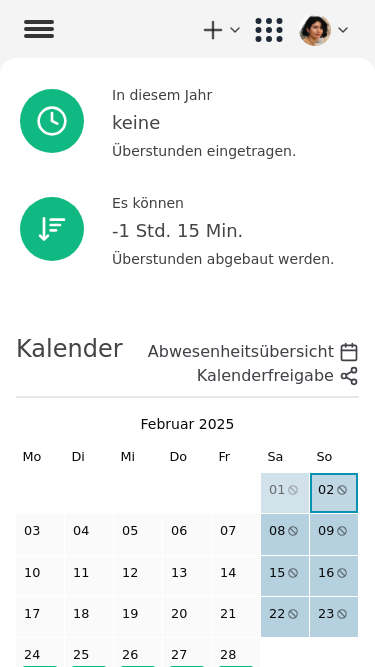 In diesem Jahr
keine
Überstunden eingetragen.
Es können
-1 Std. 15 Min.
Überstunden abgebaut werden.
Kalender
Abwesenheitsübersicht
Kalenderfreigabe
Februar 2025
Mo Di Mi Do Fr Sa So
01 02
03 04 05 06 07 08 09
10 11 12 13 14 15 16
17 18 19 20 21 22 23
24 25 26 27 28